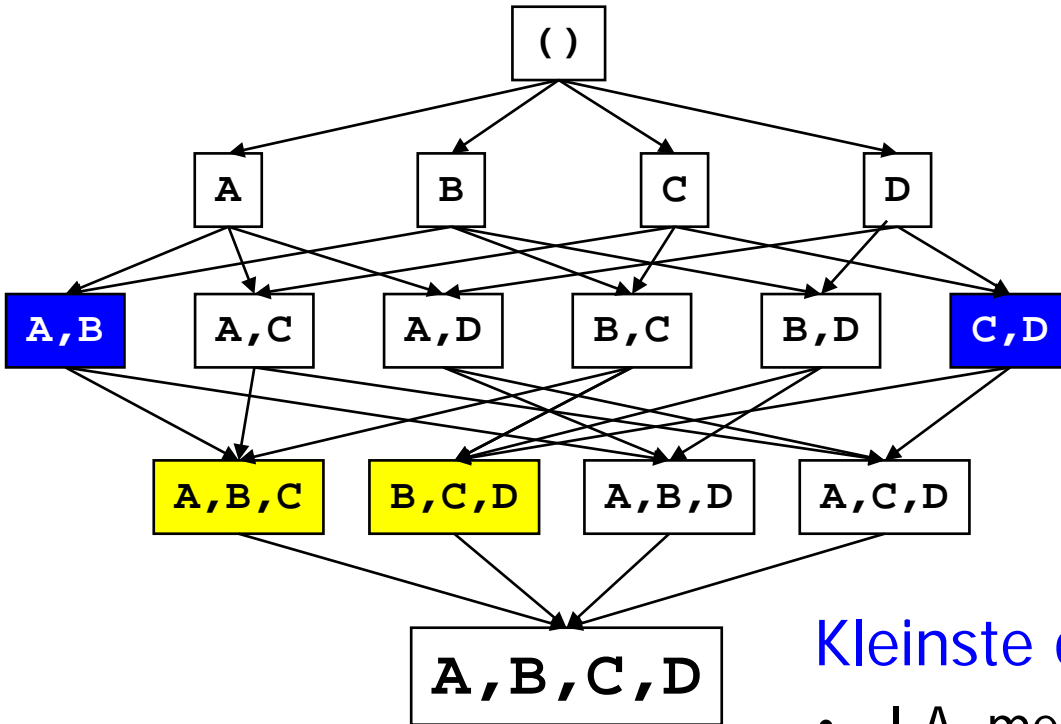 ()
A B C D
A,B A,C A,D B,C B,D C,D
A,B,C B,C,D A,B,D A,C,D
A,B,C,D
Kleinste
•